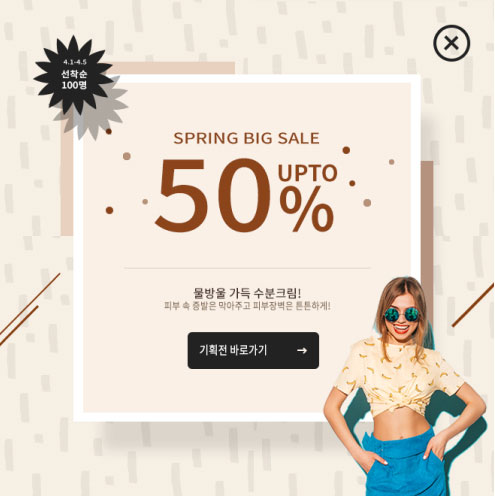 4.1-4.5
선착순
100명
SPRING BIG SALE
50% UPTO
물방울 가득 수분크림!
피부 속 증발은 막아주고 피부장벽은 튼튼하게!
기획전 바로가기 →